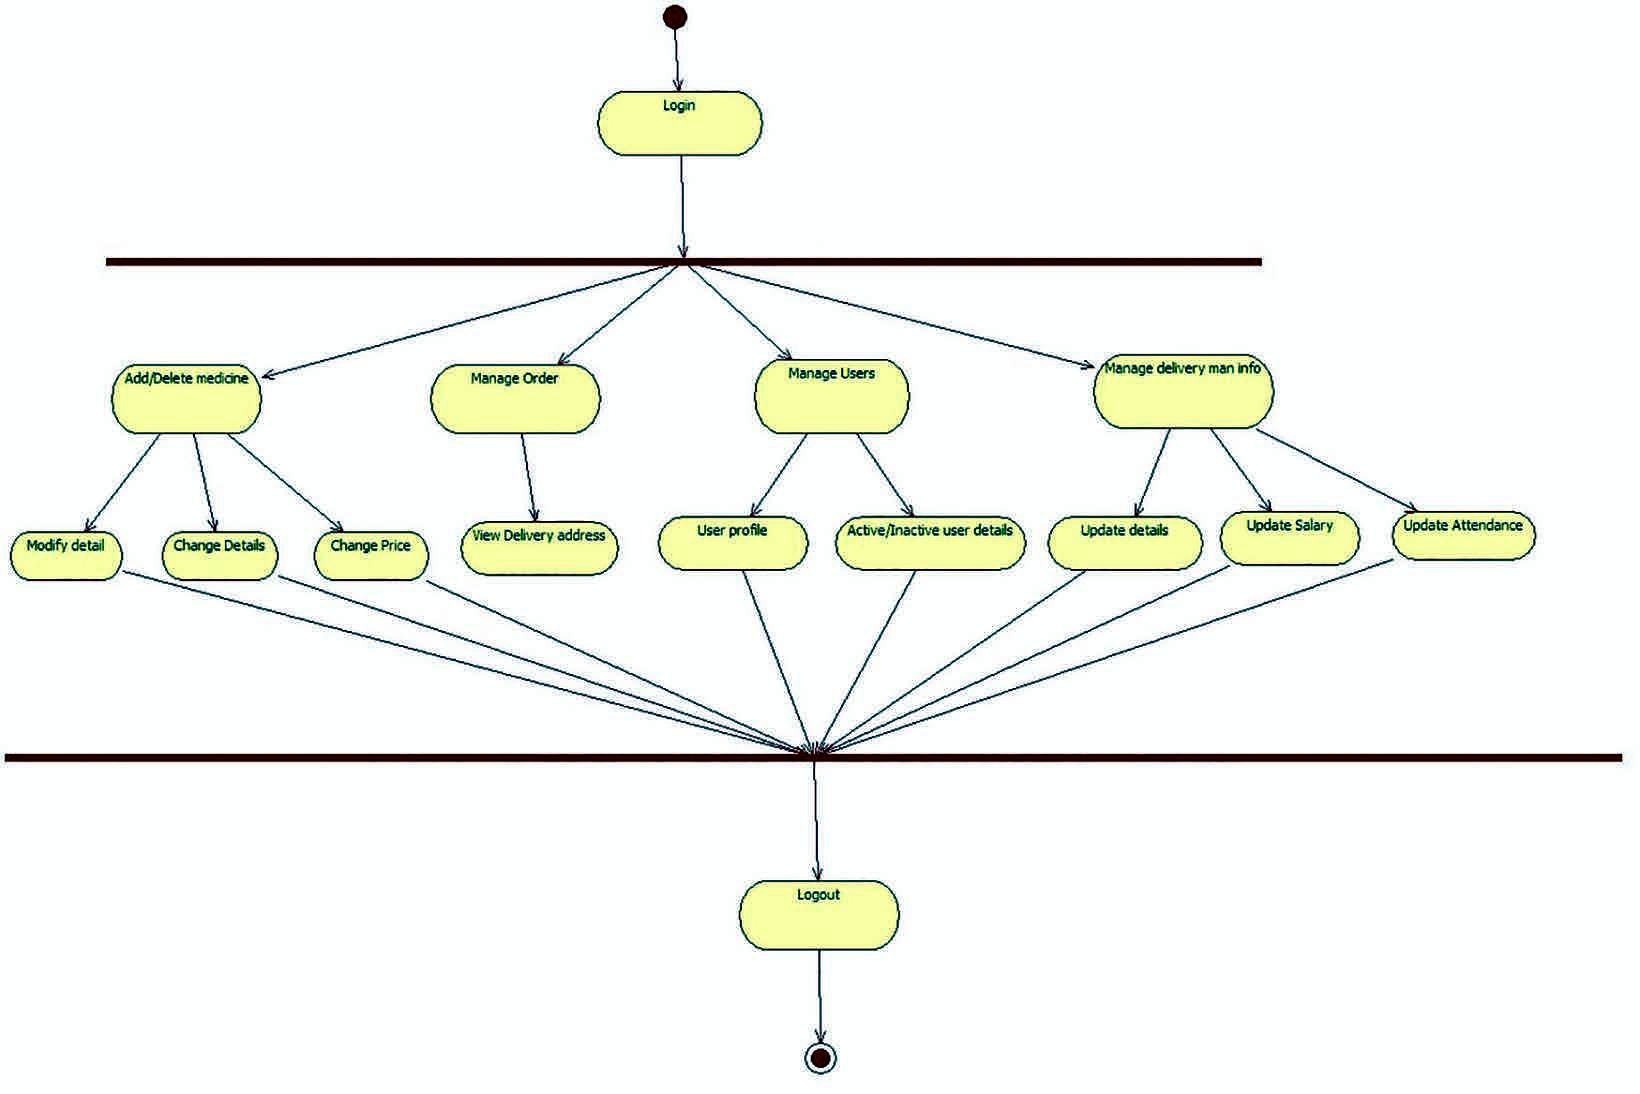 Login
Add/Delete medicine
Manage Order
Manage Users
Manage delivery man info
Modify detail
Change Details
Change Price
View Delivery address
User profile
Active/Inactive user details
Update details
Update Salary
Update Attendance
Logout